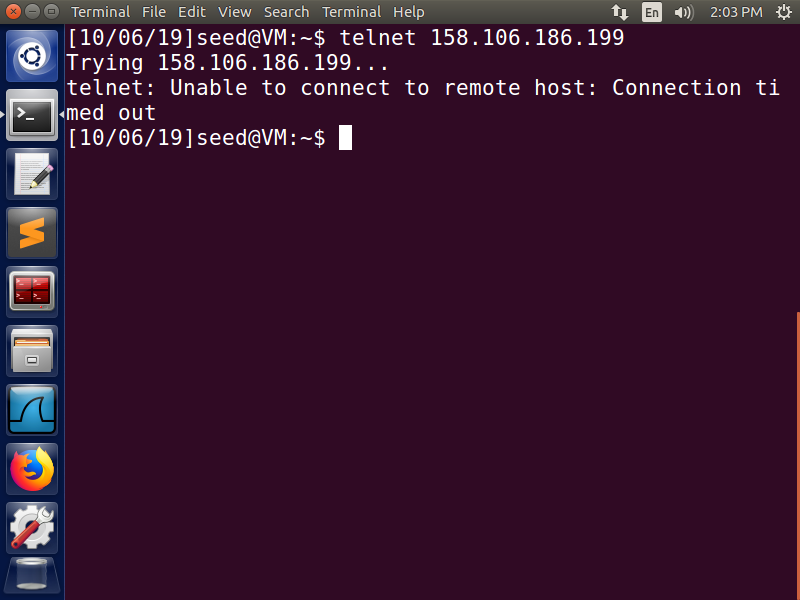 Terminal File Edit View Search Terminal Help En 2:03 PM
[10/06/19]seed@VM:~$ telnet 158.106.186.199
Trying 158.106.186.199...
telnet: Unable to connect to remote host: Connection ti
med out
[10/06/19]seed@VM:~$